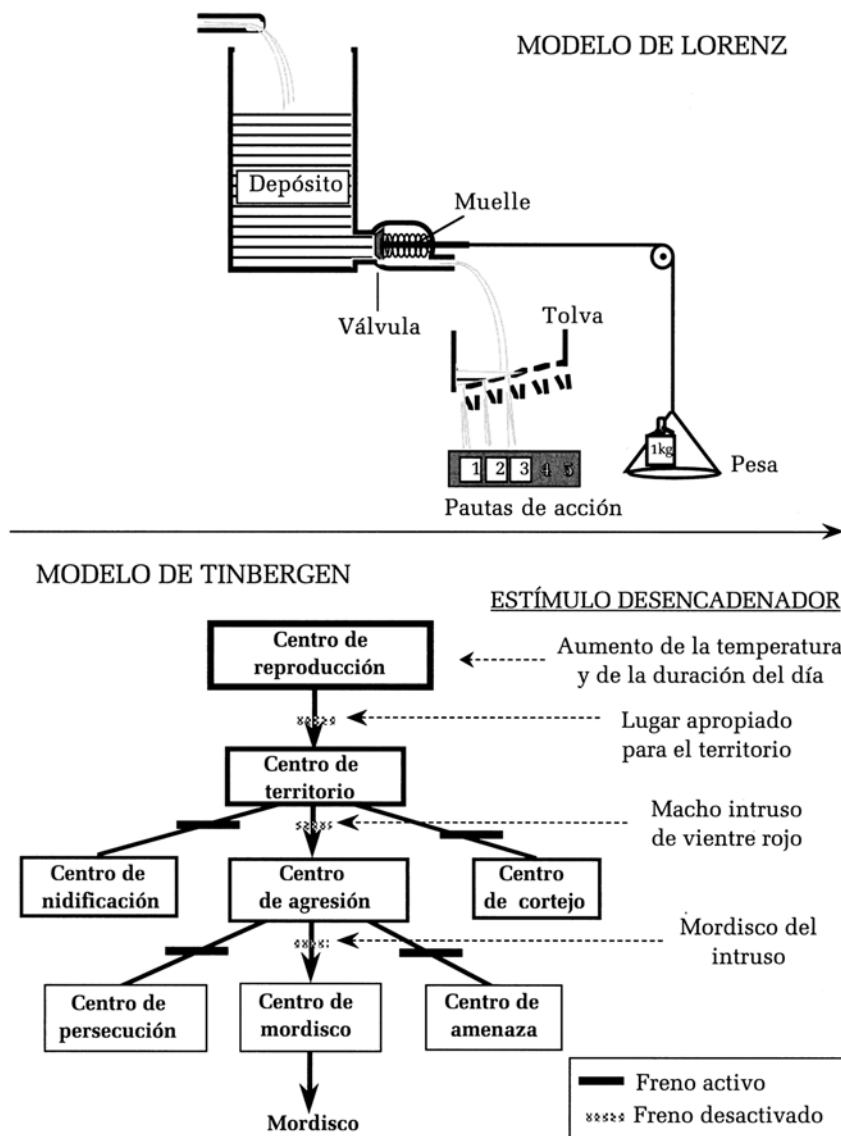 MODELO DE LORENZ
Depósito
Muelle
Válvula
Tolva
1kg
Pesa
1 2 3 4 5
Pautas de acción
MODELO DE TINBERGEN
ESTÍMULO DESENCADENADOR
Centro de
reproducción
Aumento de la temperatura
y de la duración del día
Lugar apropiado
para el territorio
Centro de
territorio
Macho intruso
de vientre rojo
Centro de
nidificación
Centro
de agresión
Centro
de cortejo
Mordisco del
intruso
Centro de
persecución
Centro de
mordisco
Centro de
amenaza
Mordisco
Freno activo
Freno desactivado